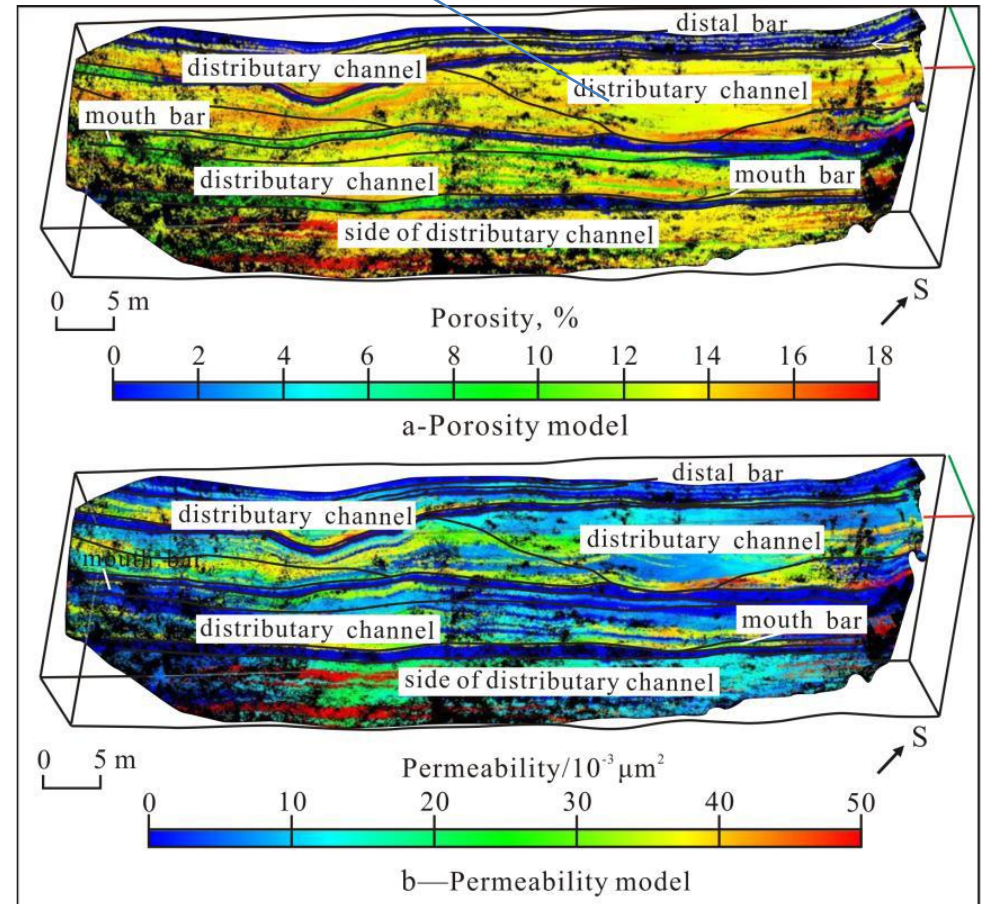 distal bar
distributary channel
distributary channel
mouth bar
distributary channel
mouth bar
side of distributary channel
0 5 m
S
Porosity, %
0 2 4 6 8 10 12 14 16 18
a-Porosity model
distal bar
distributary channel
distributary channel
mouth bar
mouth bar
distributary channel
side of distributary channel
S
0 5 m
Permeability/10⁻³μm²
0 10 20 30 40 50
b—Permeability model